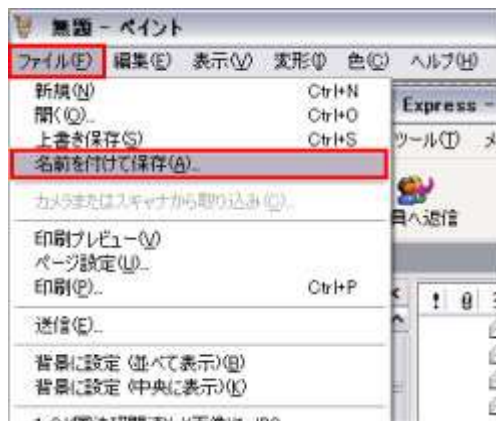 無題 - ペイント
ファイル(F) 編集(E) 表示(V) 変形(I) 色(C) ヘルプ(H)
新規(N) Ctrl+N
開く(O)... Ctrl+O
上書き保存(S) Ctrl+S
名前を付けて保存(A)...
カメラまたはスキャナから取り込み(C)...
印刷プレビュー(V)
ページ設定(U)...
印刷(P)... Ctrl+P
送信(E)...
背景に設定 (並べて表示)(B)
背景に設定 (中央に表示)(K)
Express -
ツール(T)
員へ返信